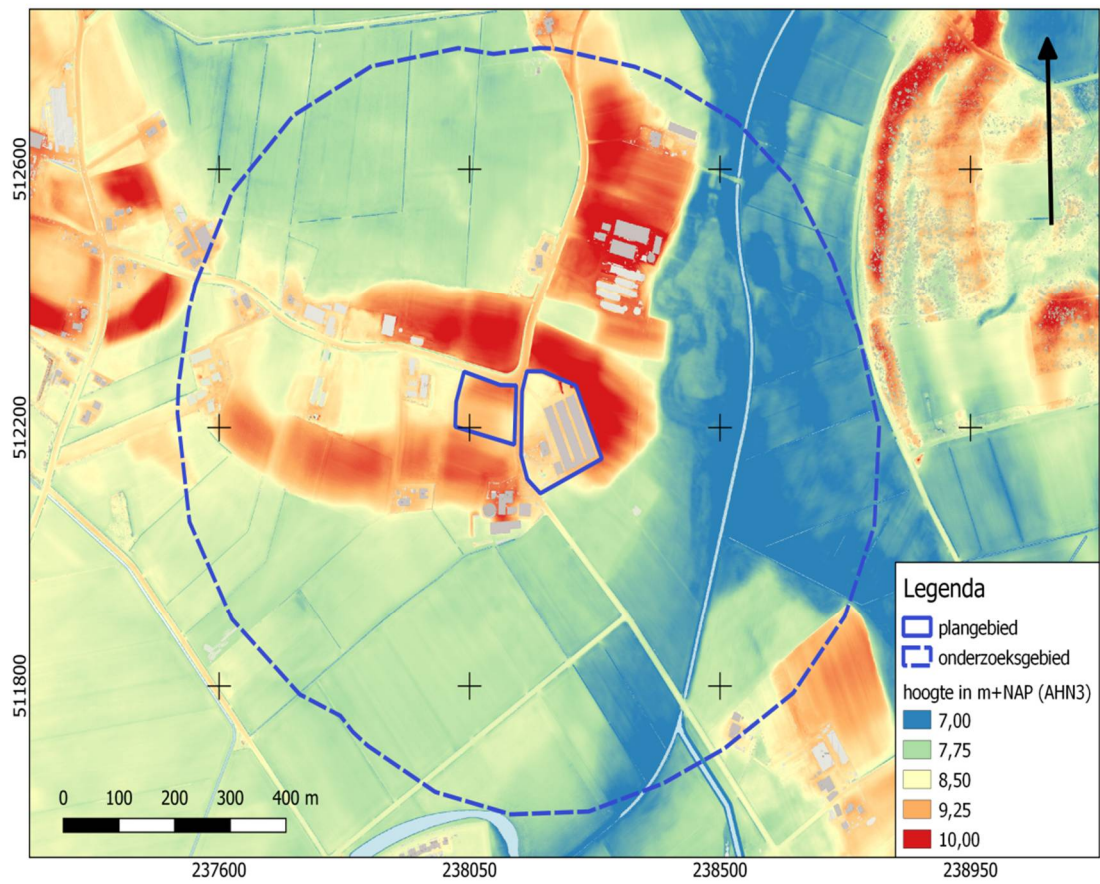 512600
512200
511800
Legenda
plangebied
onderzoeksgebied
hoogte in m+NAP (AHN3)
7,00
7,75
8,50
9,25
10,00
0 100 200 300 400 m
237600 238050 238500 238950